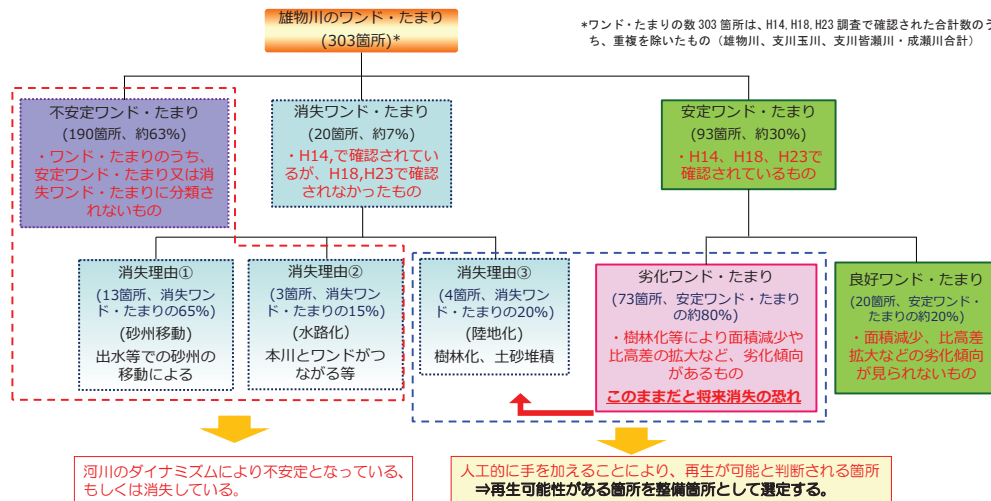 雄物川のワンド・たまり
(303箇所)*
*ワンド・たまりの数 303 箇所は、H14,H18,H23 調査で確認された合計数のう
ち、重複を除いたもの（雄物川、支川玉川、支川皆瀬川・成瀬川合計）
不安定ワンド・たまり
(190箇所、約63%)
・ワンド・たまりのうち、
安定ワンド・たまり又は消
失ワンド・たまりに分類さ
れないもの
消失ワンド・たまり
(20箇所、約7%)
・H14,で確認されてい
るが、H18,H23で確認
されなかったもの
安定ワンド・たまり
(93箇所、約30%)
・H14、H18、H23で
確認されているもの
消失理由①
(13箇所、消失ワン
ド・たまりの65%)
(砂州移動)
出水等での砂州の
移動による
消失理由②
(3箇所、消失ワン
ド・たまりの15%)
(水路化)
本川とワンドがつ
ながる等
消失理由③
(4箇所、消失ワン
ド・たまりの20%)
(陸地化)
樹林化、土砂堆積
劣化ワンド・たまり
(73箇所、安定ワンド・たまり
の約80%)
・樹林化等により面積減少や
比高差の拡大など、劣化傾向
があるもの
このままだと将来消失の恐れ
良好ワンド・たまり
(20箇所、安定ワンド・
たまりの約20%)
・面積減少、比高差
拡大などの劣化傾向
が見られないもの
河川のダイナミズムにより不安定となっている、
もしくは消失している。
人工的に手を加えることにより、再生が可能と判断される箇所
⇒再生可能性がある箇所を整備箇所として選定する。